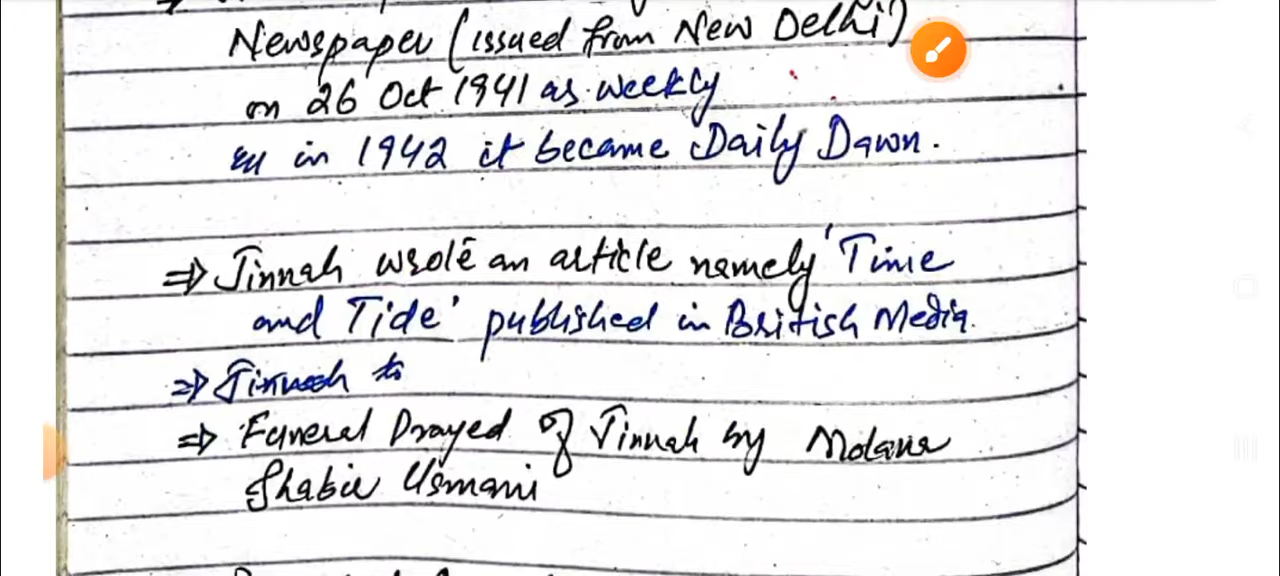 Newspaper (issued from New Delhi)
on 26 Oct 1941 as weekly
in 1942 it became Daily Dawn.
⇒ Jinnah wrote an article namely 'Time
and Tide' published in British Media.
⇒ Jinnah to
⇒ Funeral Prayed of Jinnah by Molana
Shabir Usmani